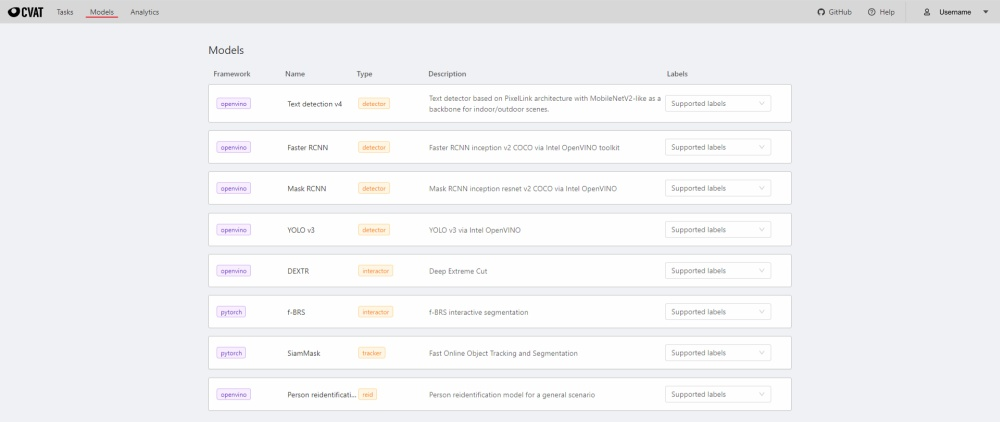 CVAT Tasks Models Analytics GitHub Help Username
Models
Framework Name Type Description Labels
openvino Text detection v4 detector Text detector based on PixelLink architecture with MobileNetV2-like as a Supported labels
backbone for indoor/outdoor scenes.
openvino Faster RCNN detector Faster RCNN inception v2 COCO via Intel OpenVINO toolkit Supported labels
openvino Mask RCNN detector Mask RCNN inception resnet v2 COCO via Intel OpenVINO Supported labels
openvino YOLO v3 detector YOLO v3 via Intel OpenVINO Supported labels
openvino DEXTR interactor Deep Extreme Cut Supported labels
pytorch f-BRS interactor f-BRS interactive segmentation Supported labels
pytorch SiamMask tracker Fast Online Object Tracking and Segmentation Supported labels
openvino Person reidentificati... reid Person reidentification model for a general scenario Supported labels